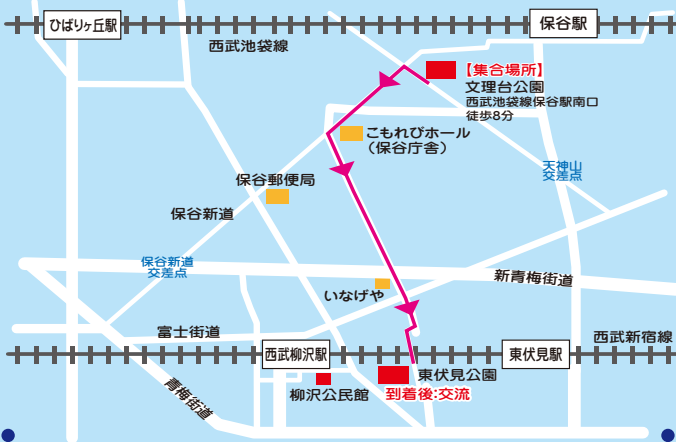 ひばりヶ丘駅
保谷駅
西武池袋線
【集合場所】
文理台公園
西武池袋線保谷駅南口
徒歩8分
こもれびホール
（保谷庁舎）
天神山
交差点
保谷郵便局
保谷新道
保谷新道
交差点
新青梅街道
いなげや
富士街道
西武新宿線
西武柳沢駅
東伏見駅
東伏見公園
柳沢公民館
到着後:交流
青梅街道